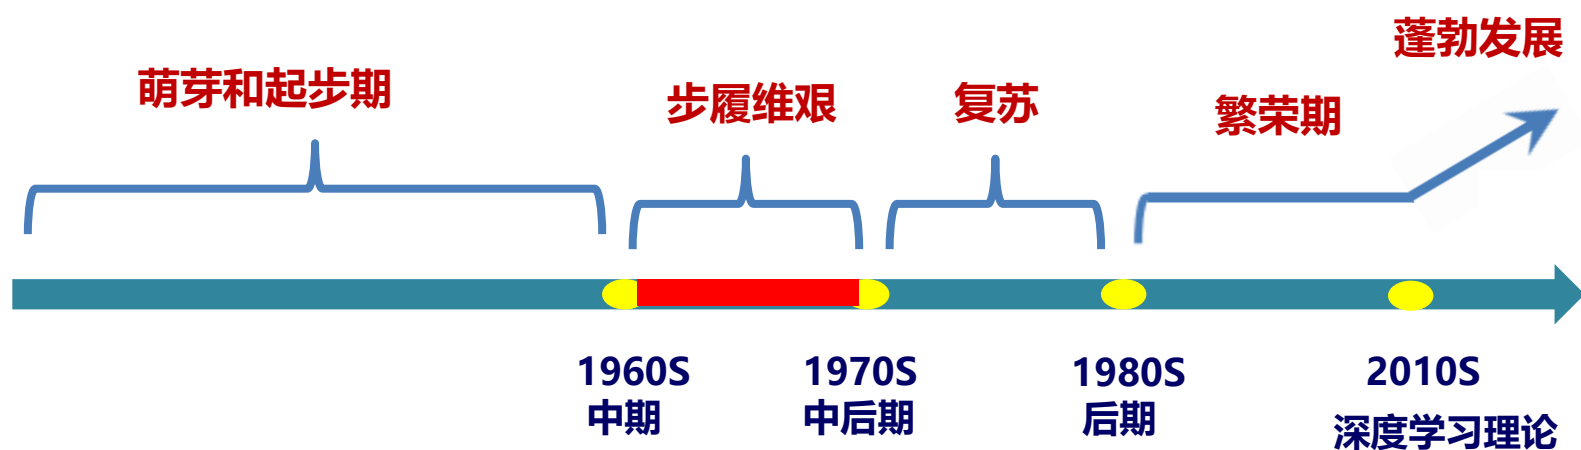 蓬勃发展
萌芽和起步期
步履维艰
复苏
繁荣期
1960S
中期
1970S
中后期
1980S
后期
2010S
深度学习理论